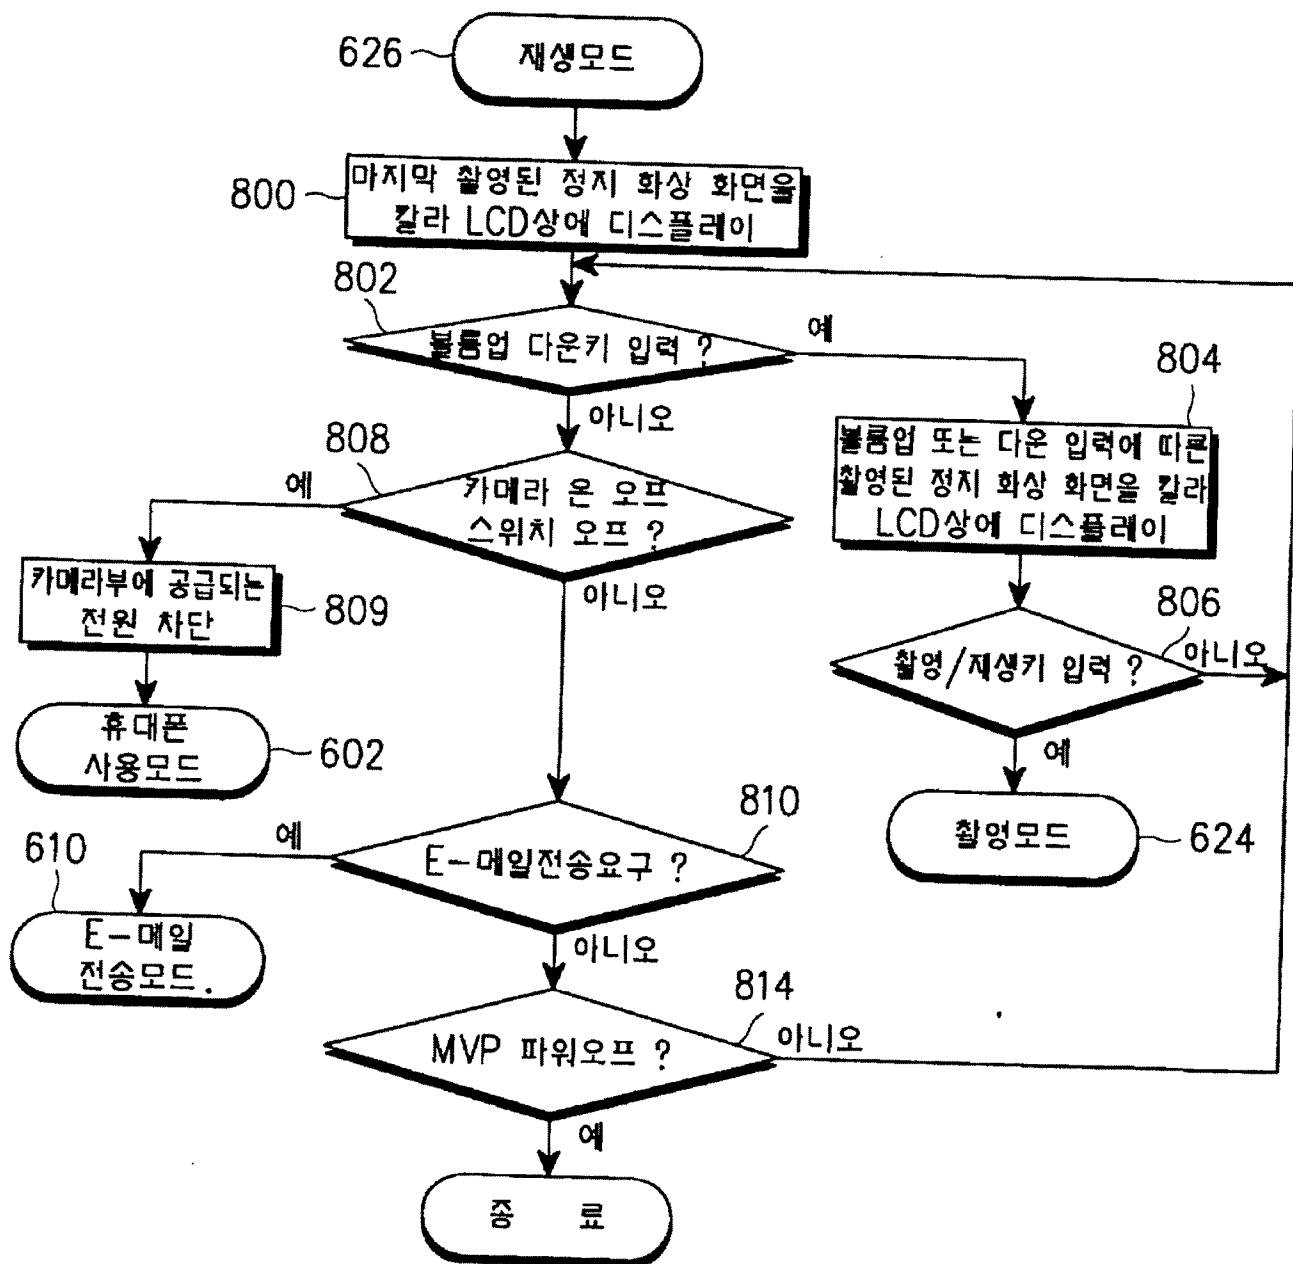 626
재생모드
800
마지막 촬영된 정지 화상 화면을
칼라 LCD상에 디스플레이
802
볼륨업 다운키 입력 ?
예
아니오
804
볼륨업 또는 다운 입력에 따른
촬영된 정지 화상 화면을 칼라
LCD상에 디스플레이
808
예
카메라 온 오프
스위치 오프 ?
아니오
카메라부에 공급되는
전원 차단
809
806
촬영/재생키 입력 ?
아니오
예
휴대폰
사용모드
602
촬영모드
624
810
예
E-메일전송요구 ?
아니오
610
E-메일
전송모드.
814
MVP 파워오프 ?
아니오
예
종 료